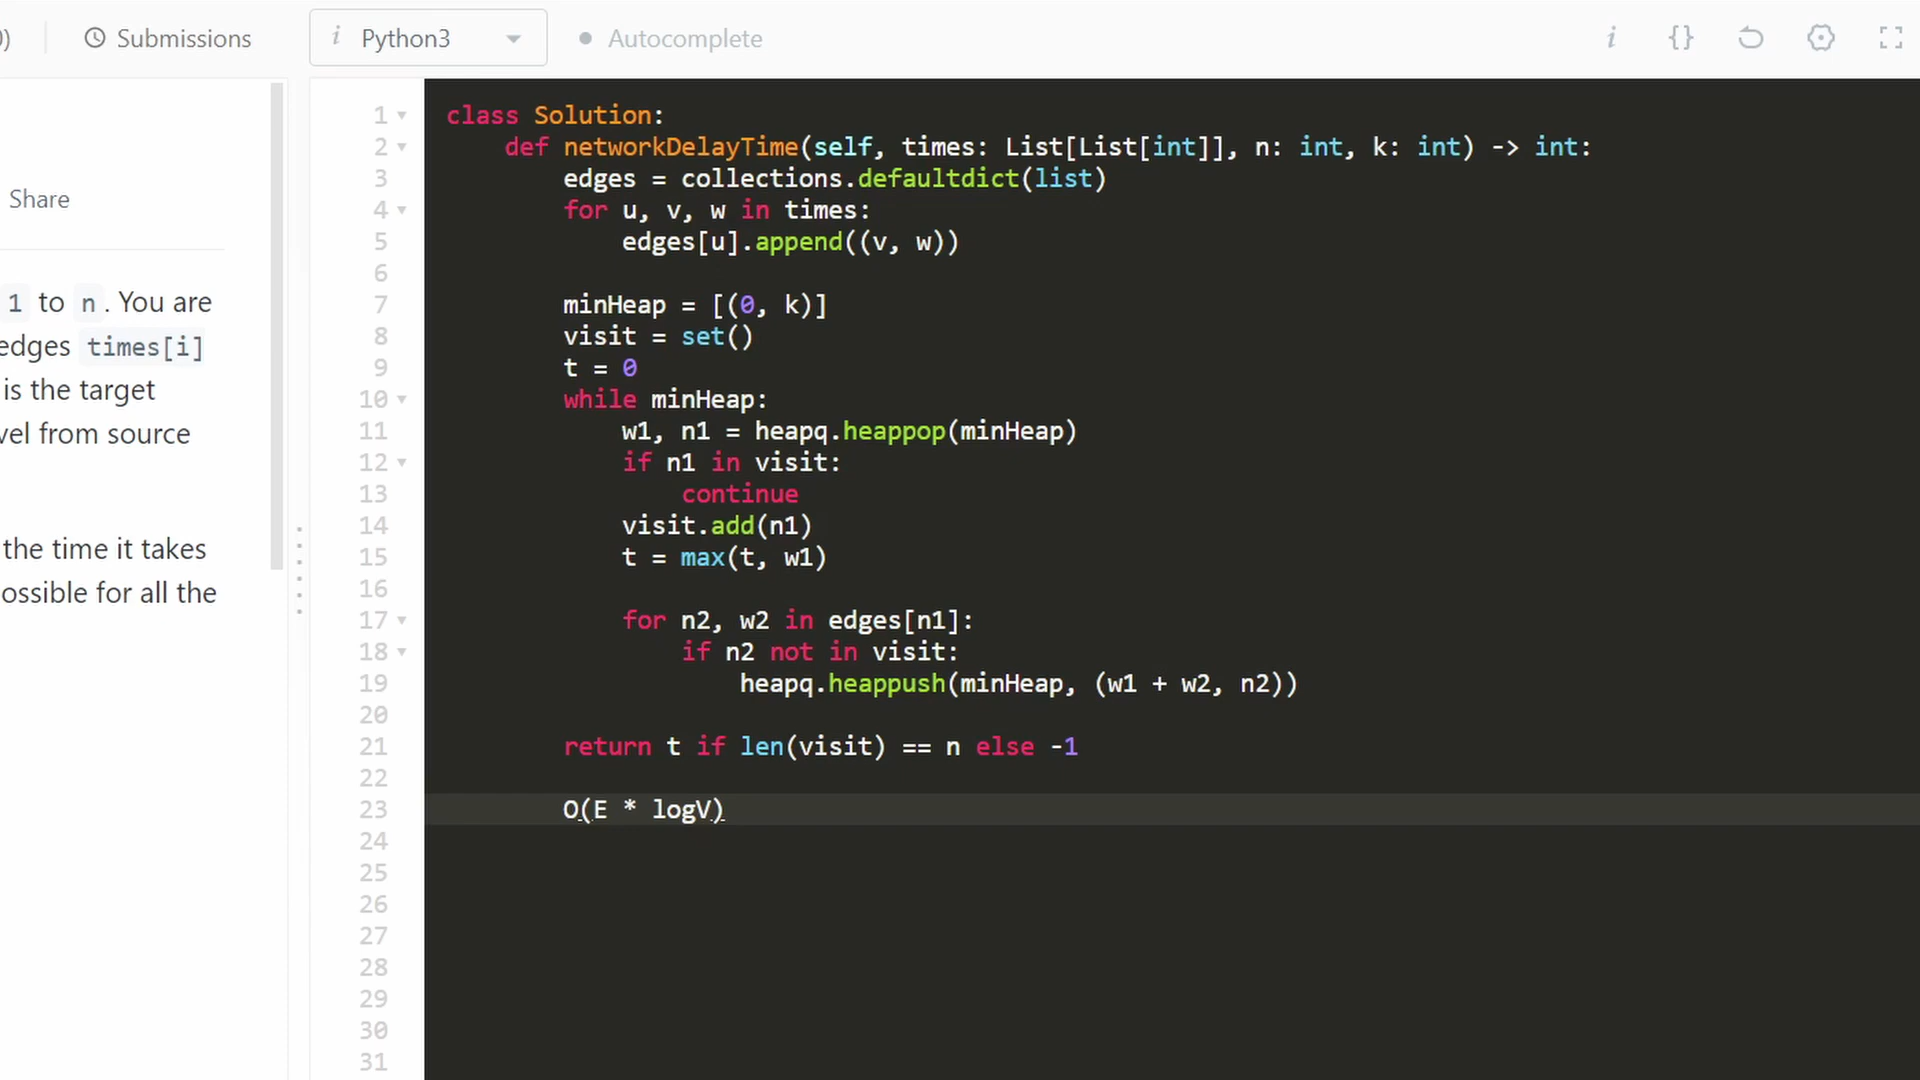 0)
Submissions
i Python3
Autocomplete
i {}
Share
1 to n. You are
edges times[i]
is the target
vel from source
the time it takes
ossible for all the
1 class Solution:
2     def networkDelayTime(self, times: List[List[int]], n: int, k: int) -> int:
3         edges = collections.defaultdict(list)
4         for u, v, w in times:
5             edges[u].append((v, w))
6
7         minHeap = [(0, k)]
8         visit = set()
9         t = 0
10         while minHeap:
11             w1, n1 = heapq.heappop(minHeap)
12             if n1 in visit:
13                 continue
14             visit.add(n1)
15             t = max(t, w1)
16
17             for n2, w2 in edges[n1]:
18                 if n2 not in visit:
19                     heapq.heappush(minHeap, (w1 + w2, n2))
20
21         return t if len(visit) == n else -1
22
23         O(E * logV)
24
25
26
27
28
29
30
31